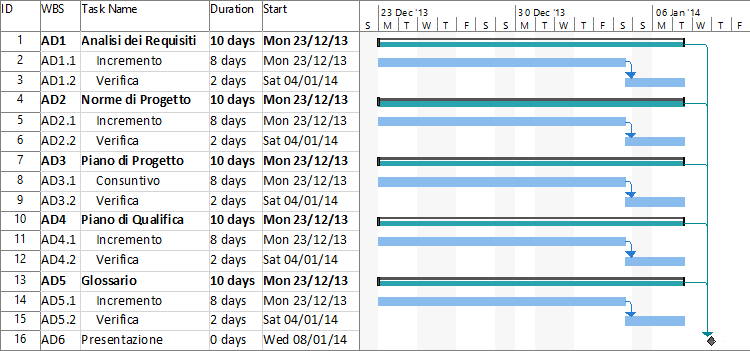 ID WBS Task Name Duration Start 23 Dec '13 30 Dec '13 06 Jan '14
S M T W T F S S M T W T F S S M T W T F
1 AD1 Analisi dei Requisiti 10 days Mon 23/12/13
2 AD1.1 Incremento 8 days Mon 23/12/13
3 AD1.2 Verifica 2 days Sat 04/01/14
4 AD2 Norme di Progetto 10 days Mon 23/12/13
5 AD2.1 Incremento 8 days Mon 23/12/13
6 AD2.2 Verifica 2 days Sat 04/01/14
7 AD3 Piano di Progetto 10 days Mon 23/12/13
8 AD3.1 Consuntivo 8 days Mon 23/12/13
9 AD3.2 Verifica 2 days Sat 04/01/14
10 AD4 Piano di Qualifica 10 days Mon 23/12/13
11 AD4.1 Incremento 8 days Mon 23/12/13
12 AD4.2 Verifica 2 days Sat 04/01/14
13 AD5 Glossario 10 days Mon 23/12/13
14 AD5.1 Incremento 8 days Mon 23/12/13
15 AD5.2 Verifica 2 days Sat 04/01/14
16 AD6 Presentazione 0 days Wed 08/01/14